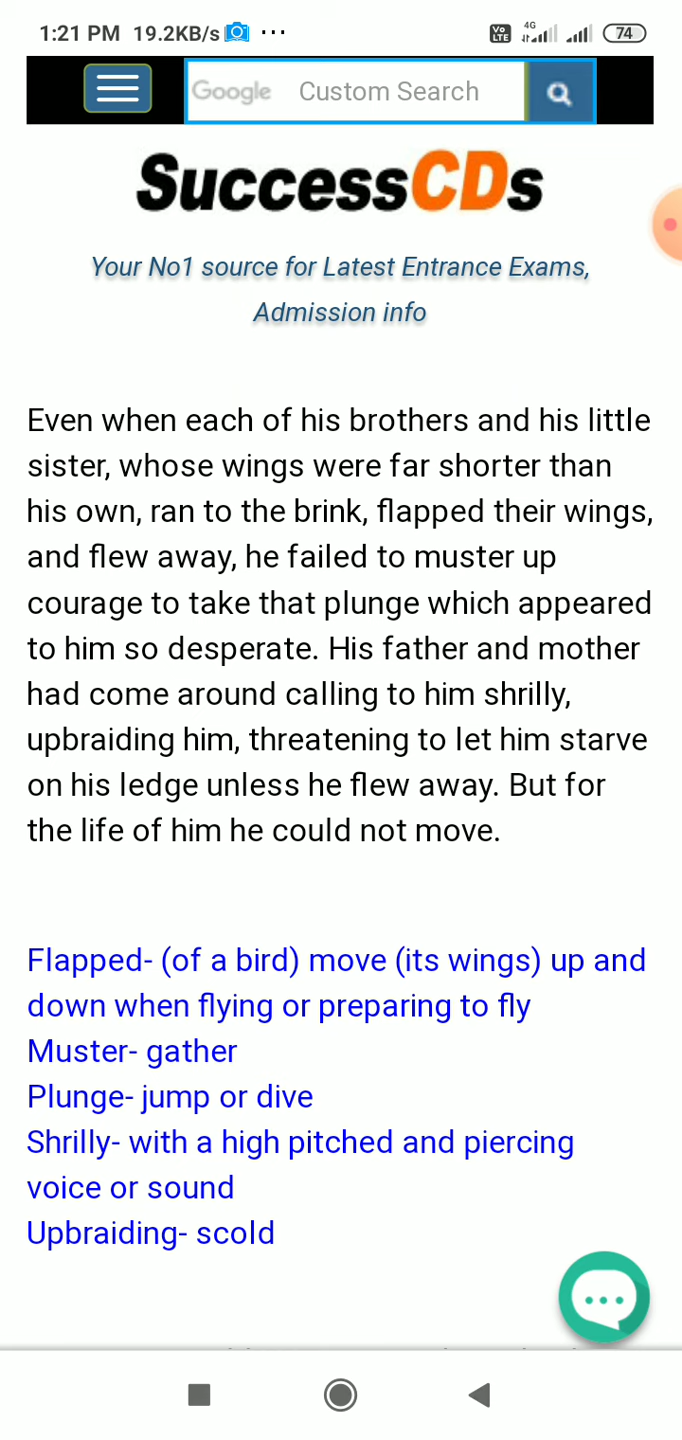 1:21 PM 19.2KB/s ... Vo LTE 4G 74
Google Custom Search
SuccessCDs
Your No1 source for Latest Entrance Exams,
Admission info
Even when each of his brothers and his little
sister, whose wings were far shorter than
his own, ran to the brink, flapped their wings,
and flew away, he failed to muster up
courage to take that plunge which appeared
to him so desperate. His father and mother
had come around calling to him shrilly,
upbraiding him, threatening to let him starve
on his ledge unless he flew away. But for
the life of him he could not move.
Flapped- (of a bird) move (its wings) up and
down when flying or preparing to fly
Muster- gather
Plunge- jump or dive
Shrilly- with a high pitched and piercing
voice or sound
Upbraiding- scold